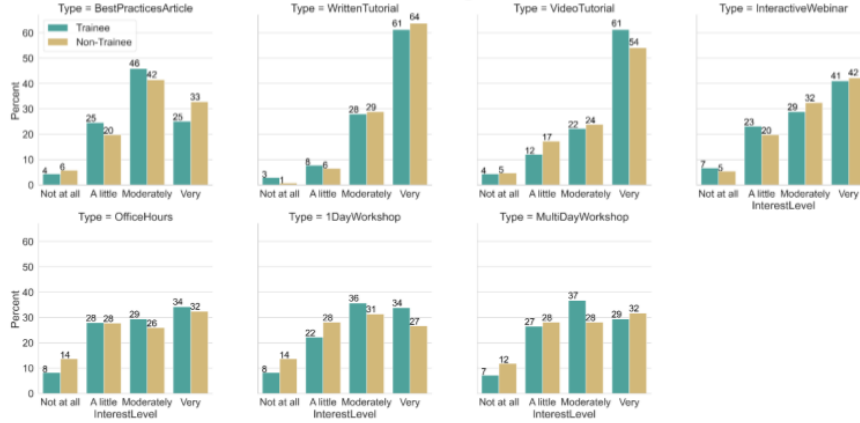 Type = BestPracticesArticle
Type = WrittenTutorial
Type = VideoTutorial
Type = InteractiveWebinar
Trainee
Non-Trainee
Percent
60
50
40
30
20
10
0
4 6 25 20 46 42 25 33
3 1 8 6 28 29 61 64
4 5 12 17 22 24 61 54
7 5 23 20 29 32 41 42
Not at all A little Moderately Very
Not at all A little Moderately Very
Not at all A little Moderately Very
Not at all A little Moderately Very
InterestLevel
Type = OfficeHours
Type = 1DayWorkshop
Type = MultiDayWorkshop
Percent
60
50
40
30
20
10
0
8 14 28 28 29 26 34 32
8 14 22 28 36 31 34 27
7 12 27 28 37 28 29 32
Not at all A little Moderately Very
Not at all A little Moderately Very
Not at all A little Moderately Very
InterestLevel
InterestLevel
InterestLevel